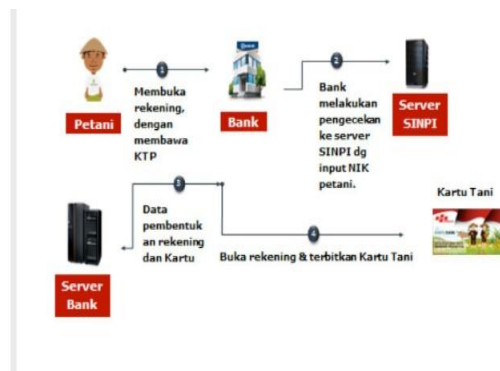 1
Petani
Membuka
rekening,
dengan
membawa
KTP
Bank
2
Bank
melakukan
pengecekan
ke server
SINPI dg
input NIK
petani.
Server
SINPI
3
Data
pembentuk
an rekening
dan Kartu
Server
Bank
4
Buka rekening & terbitkan Kartu Tani
Kartu Tani